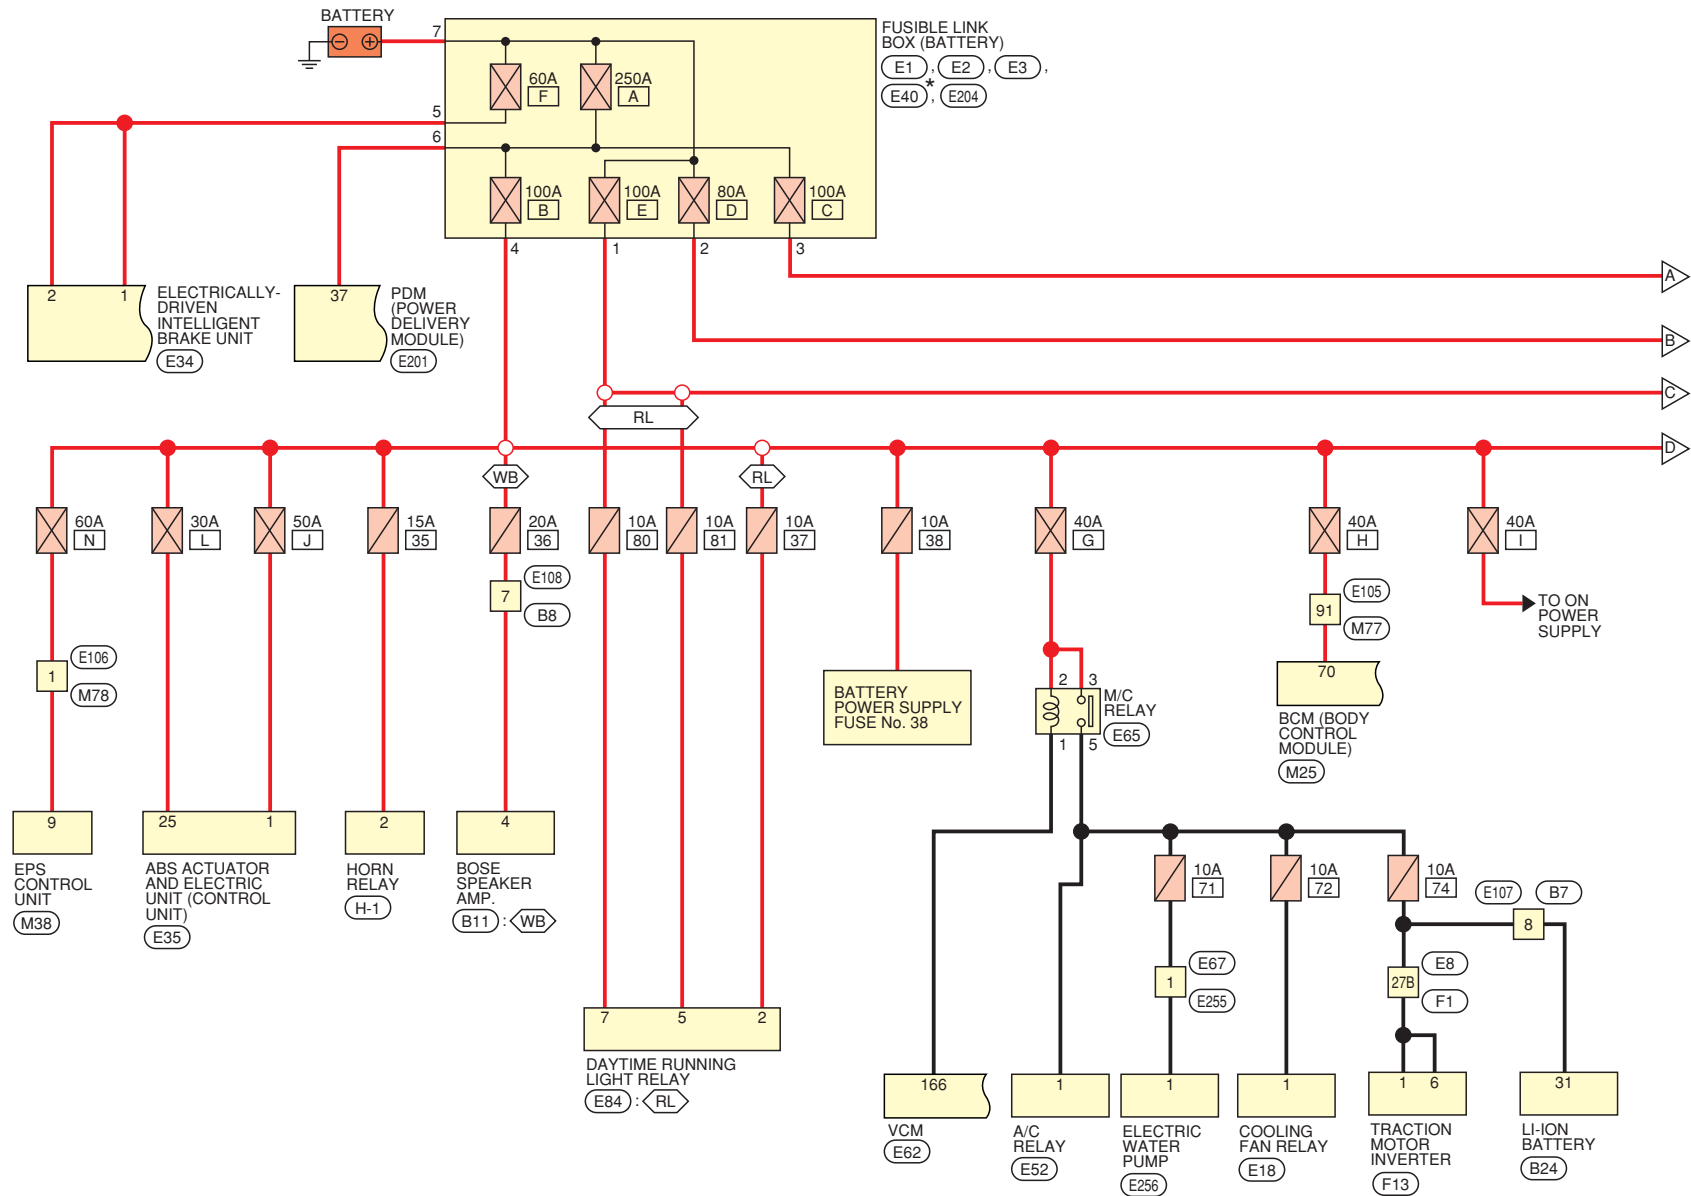 BATTERY
7
FUSIBLE LINK
BOX (BATTERY)
E1 , E2 , E3 ,
E40 * , E204
60A
F
250A
A
5
6
100A
B
100A
E
80A
D
100A
C
4
1
2
3
A
B
C
D
2
1
ELECTRICALLY-
DRIVEN
INTELLIGENT
BRAKE UNIT
E34
37
PDM
(POWER
DELIVERY
MODULE)
E201
RL
WB
RL
60A
N
30A
L
50A
J
15A
35
20A
36
10A
80
10A
81
10A
37
10A
38
40A
G
40A
H
40A
I
E108
7
B8
E106
1
M78
E105
91
M77
TO ON
POWER
SUPPLY
BATTERY
POWER SUPPLY
FUSE No. 38
2
3
M/C
RELAY
E65
1
5
70
BCM (BODY
CONTROL
MODULE)
M25
9
EPS
CONTROL
UNIT
M38
25
1
ABS ACTUATOR
AND ELECTRIC
UNIT (CONTROL
UNIT)
E35
2
HORN
RELAY
H-1
4
BOSE
SPEAKER
AMP.
B11 : WB
10A
71
10A
72
10A
74
E107
B7
8
E67
1
E255
E8
27B
F1
7
5
2
DAYTIME RUNNING
LIGHT RELAY
E84 : RL
166
VCM
E62
1
A/C
RELAY
E52
1
ELECTRIC
WATER
PUMP
E256
1
COOLING
FAN RELAY
E18
1
6
TRACTION
MOTOR
INVERTER
F13
31
LI-ION
BATTERY
B24